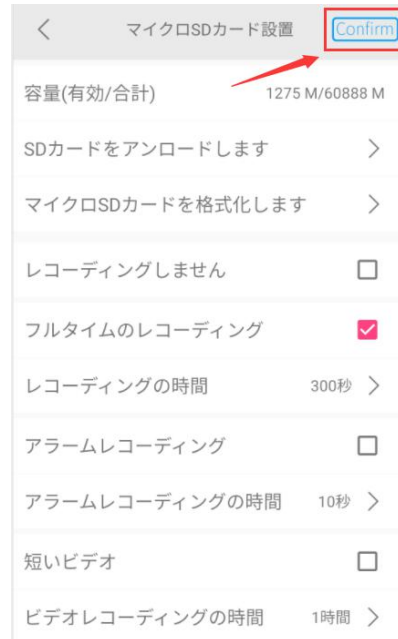 マイクロSDカード設置 Confirm
容量(有効/合計) 1275 M/60888 M
SDカードをアンロードします
マイクロSDカードを格式化します
レコーディングしません
フルタイムのレコーディング
レコーディングの時間 300秒
アラームレコーディング
アラームレコーディングの時間 10秒
短いビデオ
ビデオレコーディングの時間 1時間